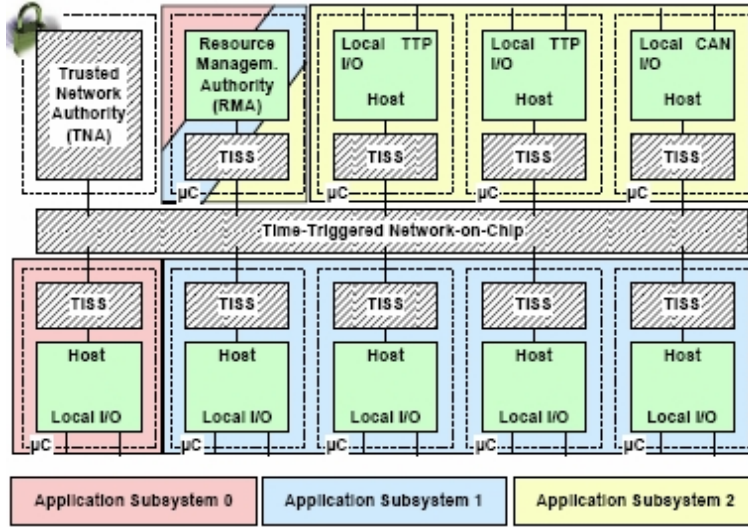 Trusted
Network
Authority
(TNA)
Resource
Managem.
Authority
(RMA)
TISS
µC
Local TTP
I/O
Host
TISS
Local TTP
I/O
Host
TISS
µC
Local CAN
I/O
Host
TISS
µC
µC
Time-Triggered Network-on-Chip
TISS
Host
Local I/O
µC
TISS
Host
Local I/O
µC
TISS
Host
Local I/O
µC
TISS
Host
Local I/O
µC
TISS
Host
Local I/O
µC
Application Subsystem 0
Application Subsystem 1
Application Subsystem 2